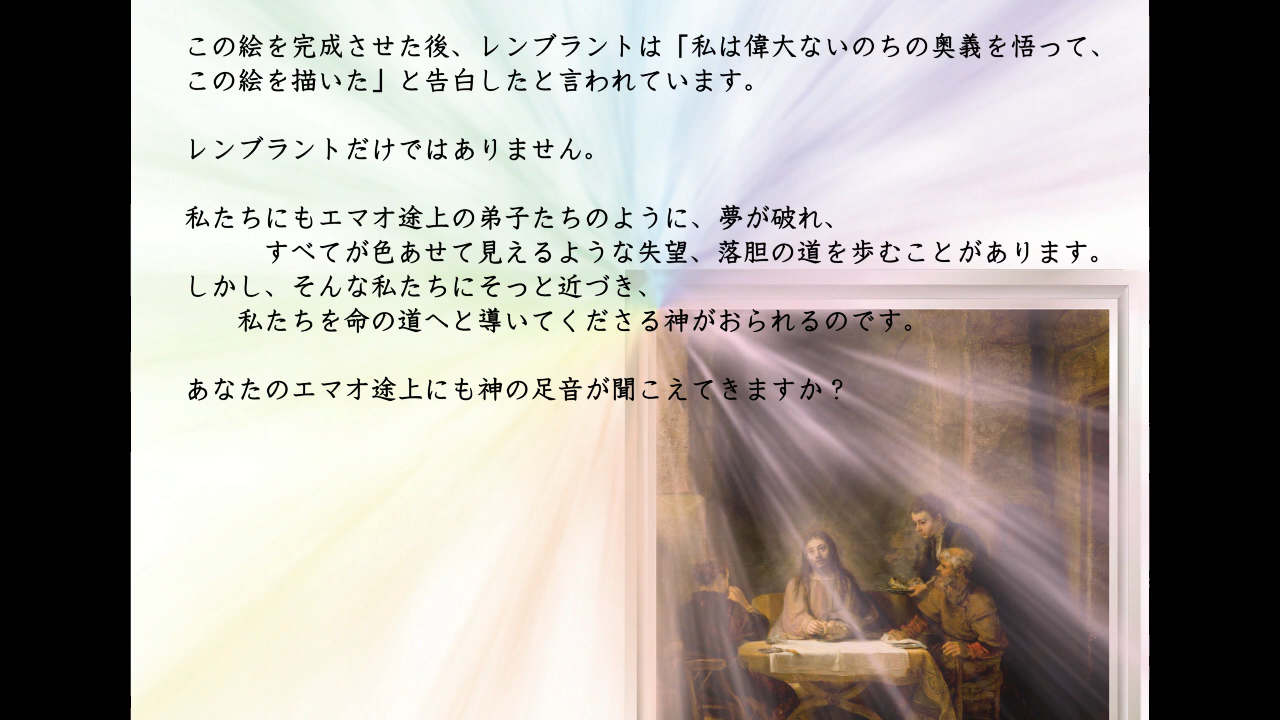 この絵を完成させた後、レンブラントは「私は偉大ないのちの奥義を悟って、
この絵を描いた」と告白したと言われています。
レンブラントだけではありません。
私たちにもエマオ途上の弟子たちのように、夢が破れ、
すべてが色あせて見えるような失望、落胆の道を歩むことがあります。
しかし、そんな私たちにそっと近づき、
私たちを命の道へと導いてくださる神がおられるのです。
あなたのエマオ途上にも神の足音が聞こえてきますか?